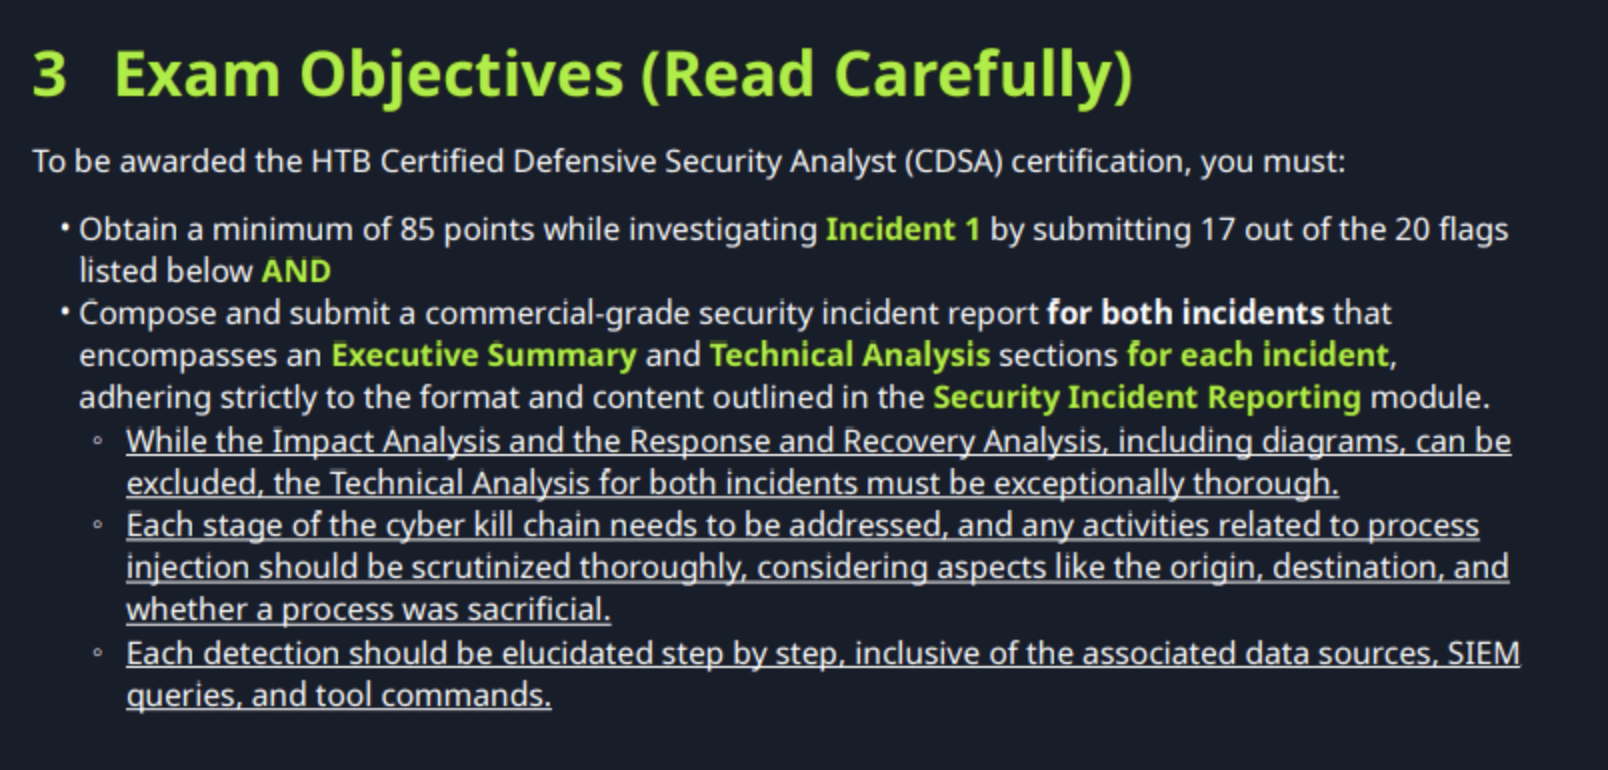 3 Exam Objectives (Read Carefully)
To be awarded the HTB Certified Defensive Security Analyst (CDSA) certification, you must:
• Obtain a minimum of 85 points while investigating Incident 1 by submitting 17 out of the 20 flags
listed below AND
• Compose and submit a commercial-grade security incident report for both incidents that
encompasses an Executive Summary and Technical Analysis sections for each incident,
adhering strictly to the format and content outlined in the Security Incident Reporting module.
◦ While the Impact Analysis and the Response and Recovery Analysis, including diagrams, can be
excluded, the Technical Analysis for both incidents must be exceptionally thorough.
◦ Each stage of the cyber kill chain needs to be addressed, and any activities related to process
injection should be scrutinized thoroughly, considering aspects like the origin, destination, and
whether a process was sacrificial.
◦ Each detection should be elucidated step by step, inclusive of the associated data sources, SIEM
queries, and tool commands.